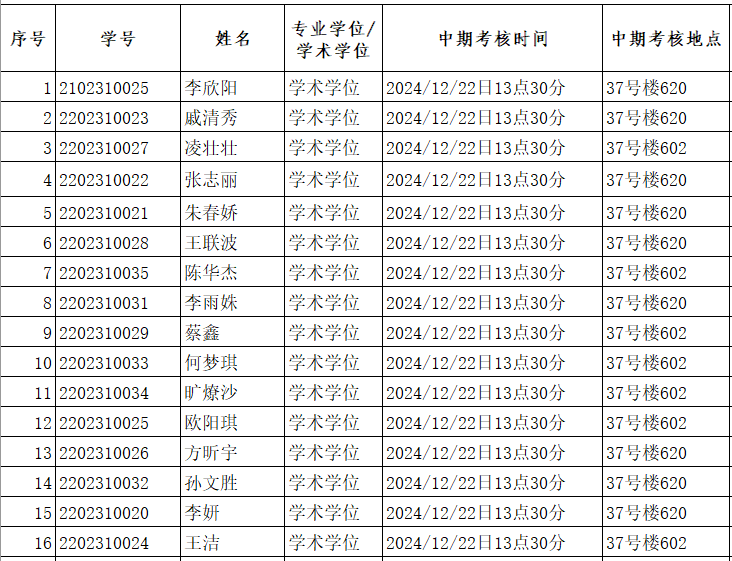 序号 学号 姓名 专业学位/学术学位 中期考核时间 中期考核地点
1 2102310025 李欣阳 学术学位 2024/12/22日13点30分 37号楼620
2 2202310023 戚清秀 学术学位 2024/12/22日13点30分 37号楼620
3 2202310027 凌壮壮 学术学位 2024/12/22日13点30分 37号楼602
4 2202310022 张志丽 学术学位 2024/12/22日13点30分 37号楼620
5 2202310021 朱春娇 学术学位 2024/12/22日13点30分 37号楼620
6 2202310028 王联波 学术学位 2024/12/22日13点30分 37号楼620
7 2202310035 陈华杰 学术学位 2024/12/22日13点30分 37号楼602
8 2202310031 李雨姝 学术学位 2024/12/22日13点30分 37号楼620
9 2202310029 蔡鑫 学术学位 2024/12/22日13点30分 37号楼602
10 2202310033 何梦琪 学术学位 2024/12/22日13点30分 37号楼602
11 2202310034 旷燎沙 学术学位 2024/12/22日13点30分 37号楼602
12 2202310025 欧阳琪 学术学位 2024/12/22日13点30分 37号楼602
13 2202310026 方昕宇 学术学位 2024/12/22日13点30分 37号楼620
14 2202310032 孙文胜 学术学位 2024/12/22日13点30分 37号楼620
15 2202310020 李妍 学术学位 2024/12/22日13点30分 37号楼620
16 2202310024 王洁 学术学位 2024/12/22日13点30分 37号楼602